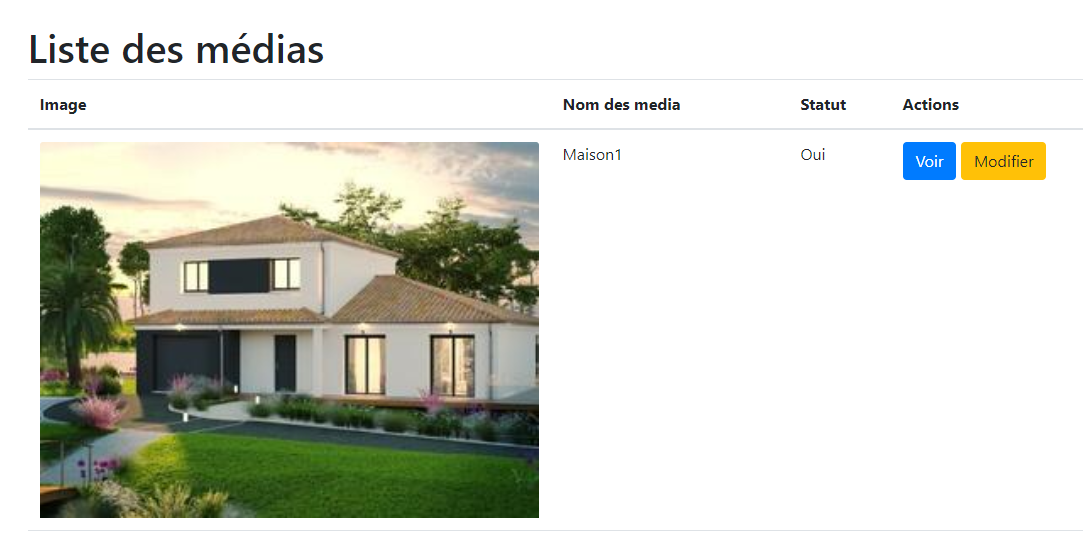 Liste des médias
Image Nom des media Statut Actions
Maison1 Oui Voir Modifier